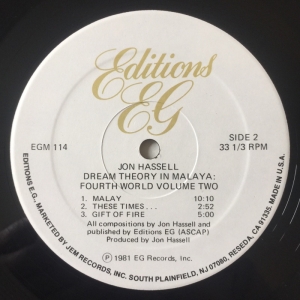 Editions
EG
EGM 114
SIDE 2
33 1/3 RPM
JON HASSELL
DREAM THEORY IN MALAYA:
FOURTH WORLD VOLUME TWO
1. MALAY 10:10
2. THESE TIMES... 2:52
3. GIFT OF FIRE 5:00
All compositions by Jon Hassell and
published by Editions EG (ASCAP)
Produced by Jon Hassell
℗ 1981 EG Records, Inc.
EDITIONS E.G., MARKETED BY JEM RECORDS, INC. SOUTH PLAINFIELD, NJ 07080, RESEDA, CA 91335. MADE IN U.S.A.